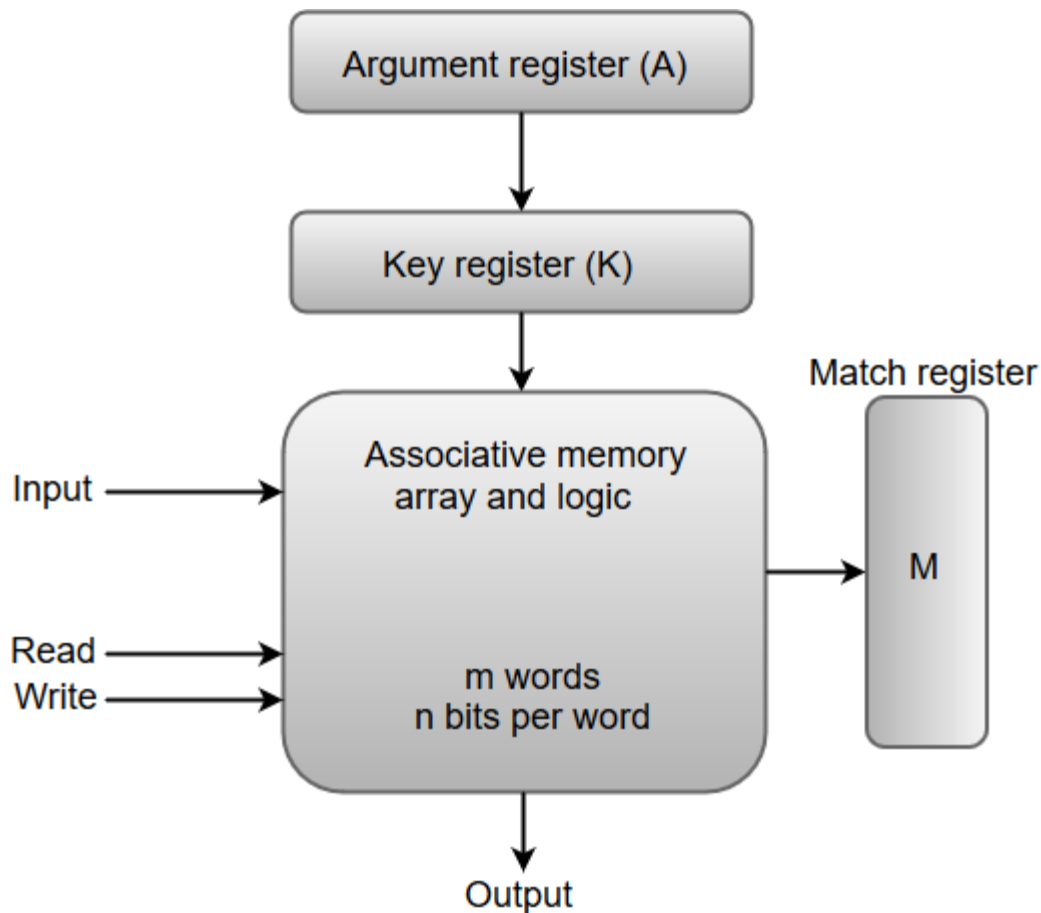 Argument register (A)
Key register (K)
Match register
Associative memory
array and logic
Input
M
Read
Write
m words
n bits per word
Output